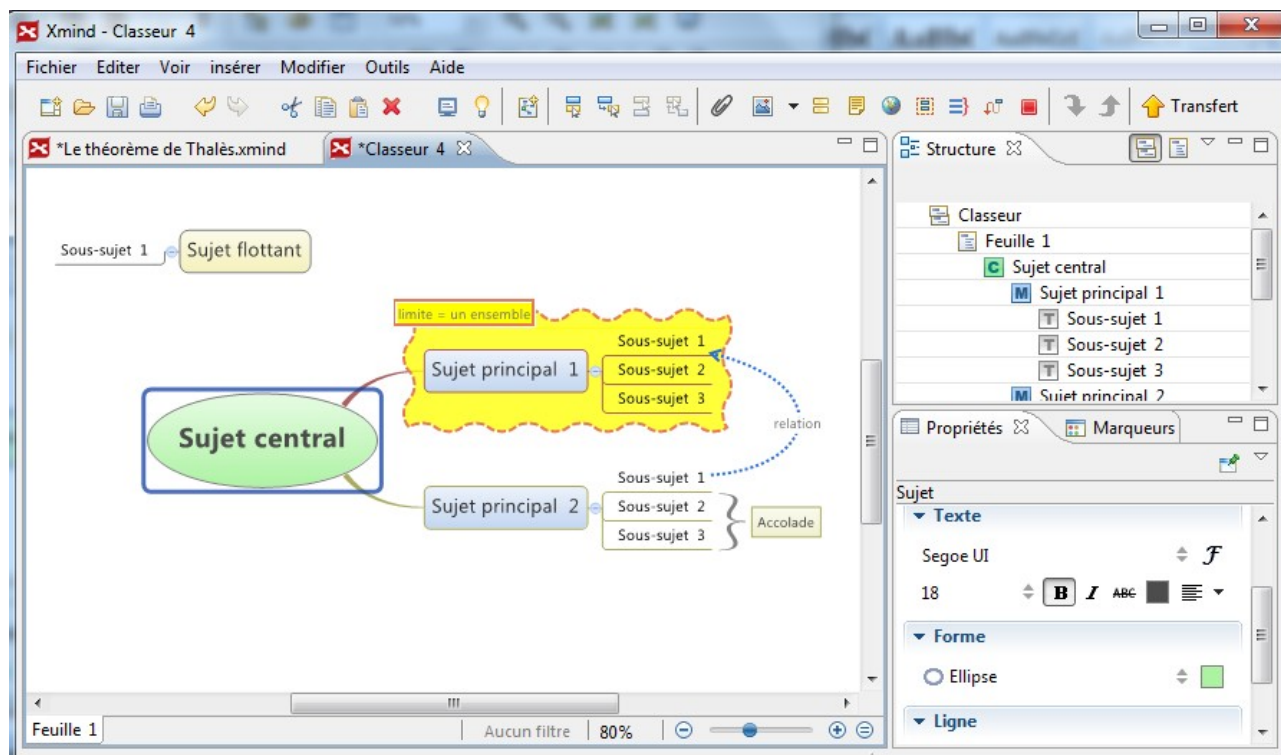 Xmind - Classeur 4
Fichier Editer Voir insérer Modifier Outils Aide
Transfert
*Le théorème de Thalès.xmind
*Classeur 4
Sous-sujet 1
Sujet flottant
limite = un ensemble
Sujet principal 1
Sous-sujet 1
Sous-sujet 2
Sous-sujet 3
Sujet central
relation
Sujet principal 2
Sous-sujet 1
Sous-sujet 2
Sous-sujet 3
Accolade
Feuille 1
Aucun filtre
80%
Structure
Classeur
Feuille 1
C Sujet central
M Sujet principal 1
T Sous-sujet 1
T Sous-sujet 2
T Sous-sujet 3
M Sujet principal 2
Propriétés
Marqueurs
Sujet
Texte
Segoe UI
F
18 B I ABC
Forme
Ellipse
Ligne